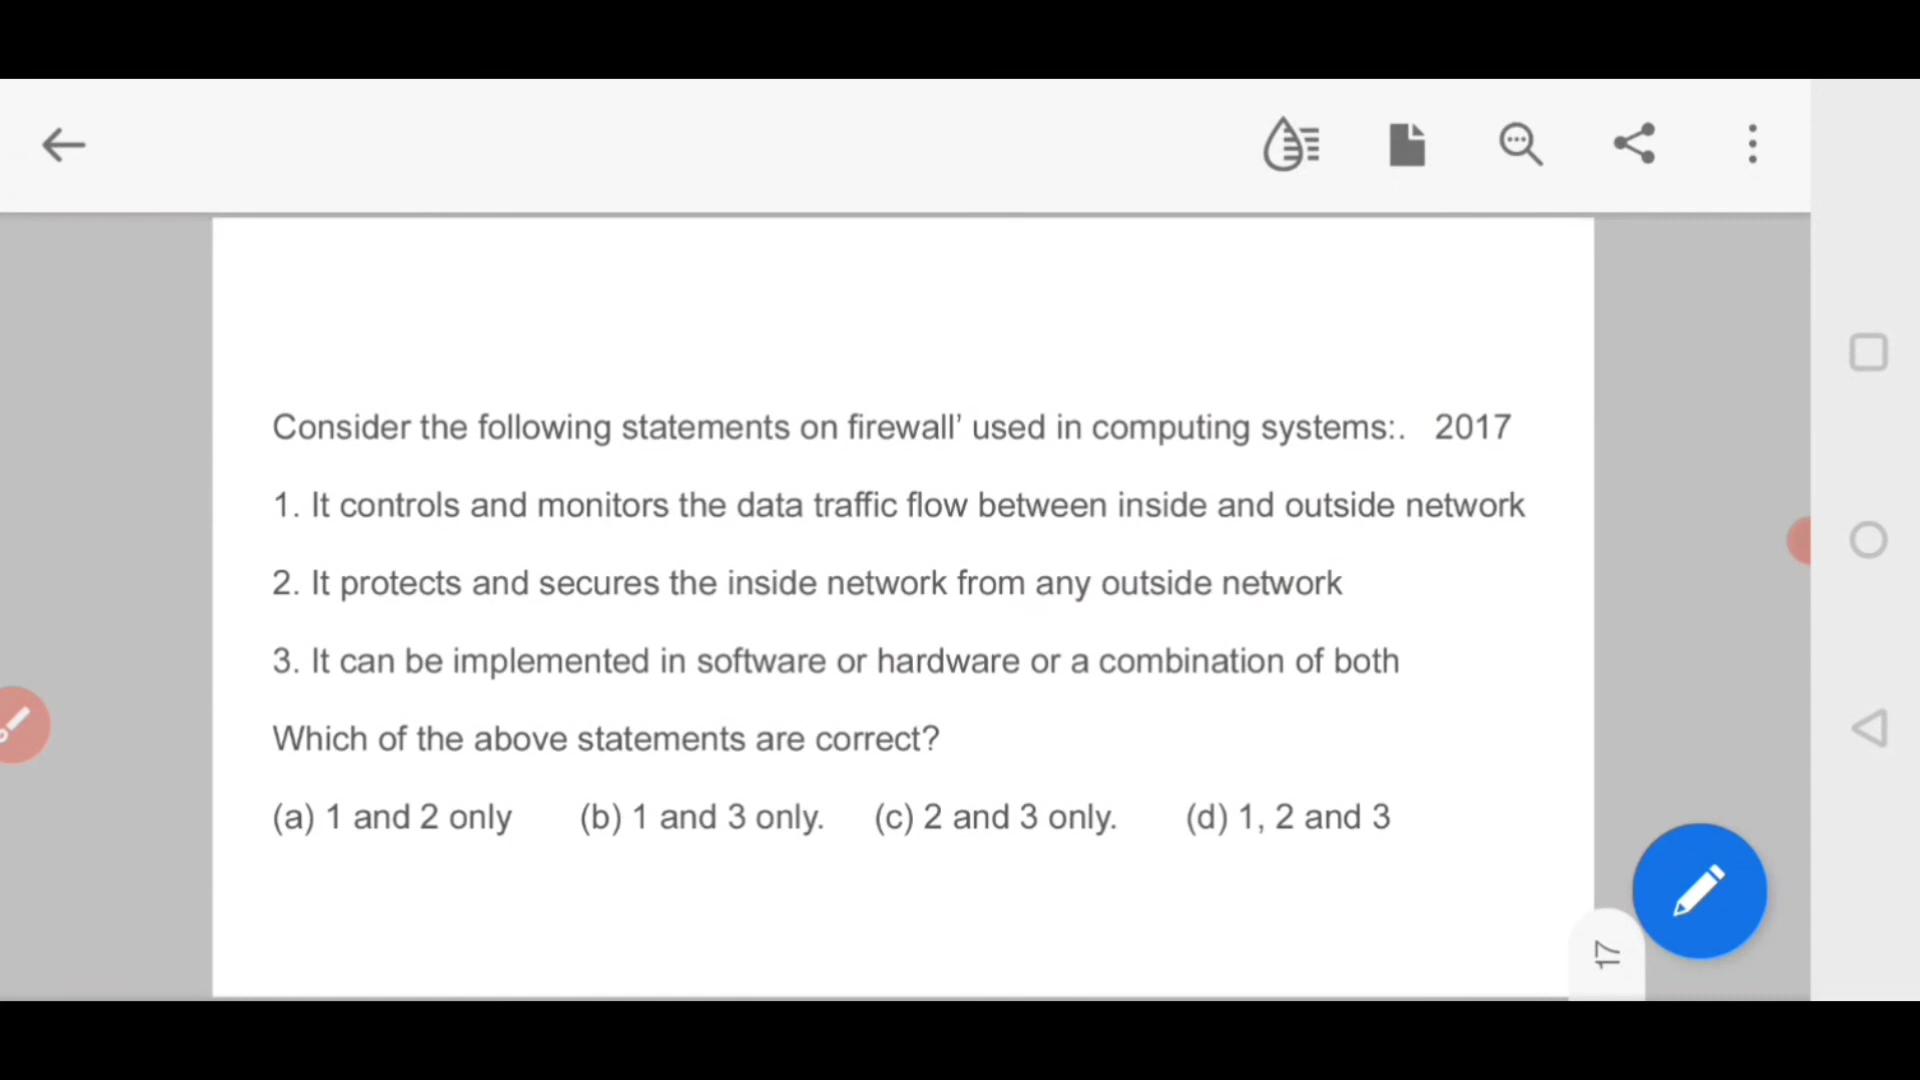 Consider the following statements on firewall’ used in computing systems:. 2017
1. It controls and monitors the data traffic flow between inside and outside network
2. It protects and secures the inside network from any outside network
3. It can be implemented in software or hardware or a combination of both
Which of the above statements are correct?
(a) 1 and 2 only (b) 1 and 3 only. (c) 2 and 3 only. (d) 1, 2 and 3
17